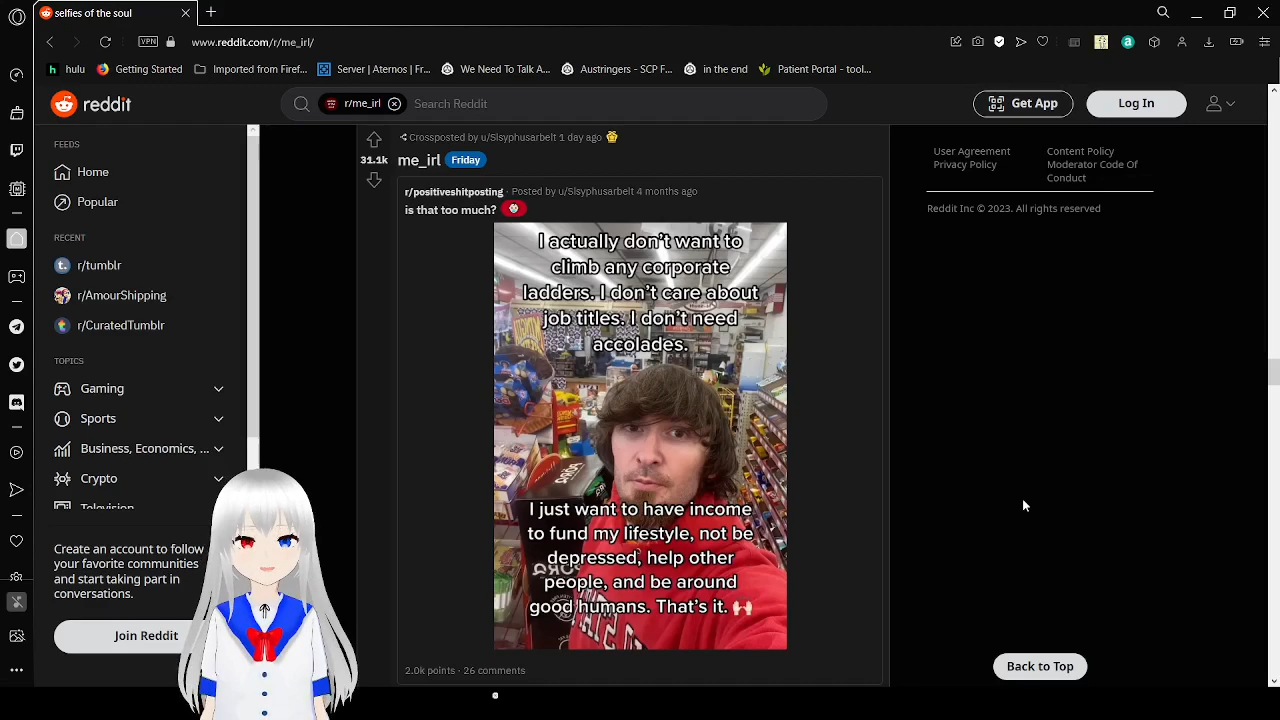 selfies of the soul
VPN
www.reddit.com/r/me_irl/
hulu
Getting Started
Imported from Firef...
Server | Aternos | Fr...
We Need To Talk A...
Austringers - SCP F...
in the end
Patient Portal - tool...
reddit
r/me_irl
Search Reddit
Get App
Log In
FEEDS
Home
Popular
RECENT
r/tumblr
r/AmourShipping
r/CuratedTumblr
TOPICS
Gaming
Sports
Business, Economics, ...
Crypto
Television
Create an account to follow
your favorite communities
and start taking part in
conversations.
Join Reddit
Crossposted by u/SIsyphusarbeIt 1 day ago
31.1k
me_irl Friday
r/positiveshitposting · Posted by u/SIsyphusarbeIt 4 months ago
is that too much?
I actually don't want to
climb any corporate
ladders. I don't care about
job titles. I don't need
accolades.
I just want to have income
to fund my lifestyle, not be
depressed, help other
people, and be around
good humans. That's it. 🙌🏻
2.0k points · 26 comments
User Agreement
Privacy Policy
Content Policy
Moderator Code Of
Conduct
Reddit Inc © 2023. All rights reserved
Back to Top